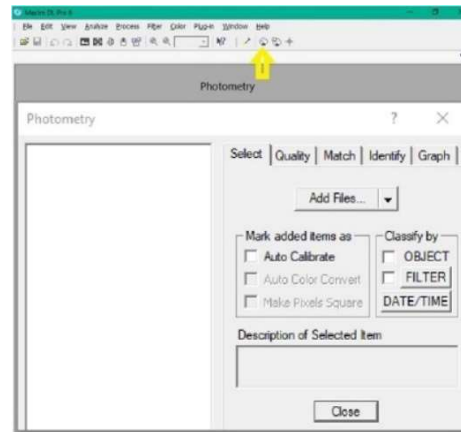 MaxIm DL Pro 6
File Edit View Analyze Process Filter Color Plug-in Window Help
Photometry
Photometry ? ×
Select Quality Match Identify Graph
Add Files...
Mark added items as
Classify by
Auto Calibrate
OBJECT
Auto Color Convert
FILTER
Make Pixels Square
DATE/TIME
Description of Selected Item
Close